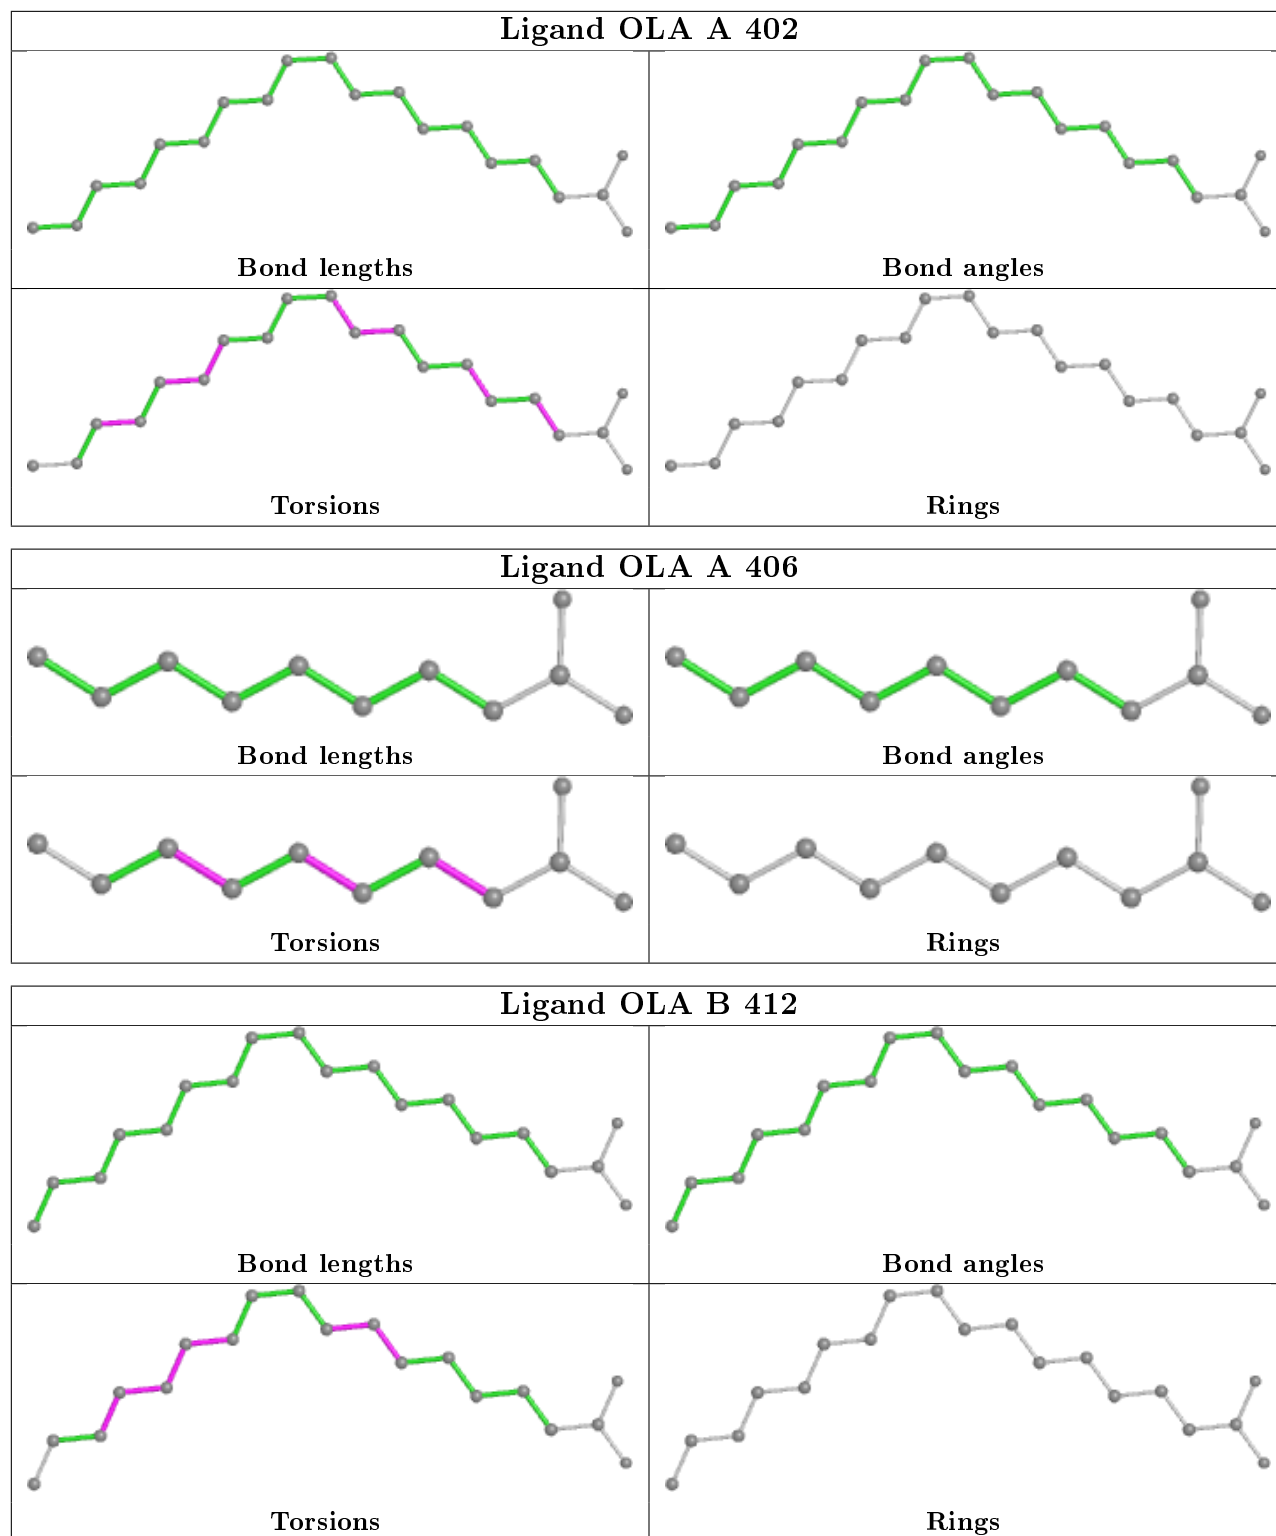 Ligand OLA A 402
Bond lengths
Bond angles
Torsions
Rings
Ligand OLA A 406
Bond lengths
Bond angles
Torsions
Rings
Ligand OLA B 412
Bond lengths
Bond angles
Torsions
Rings